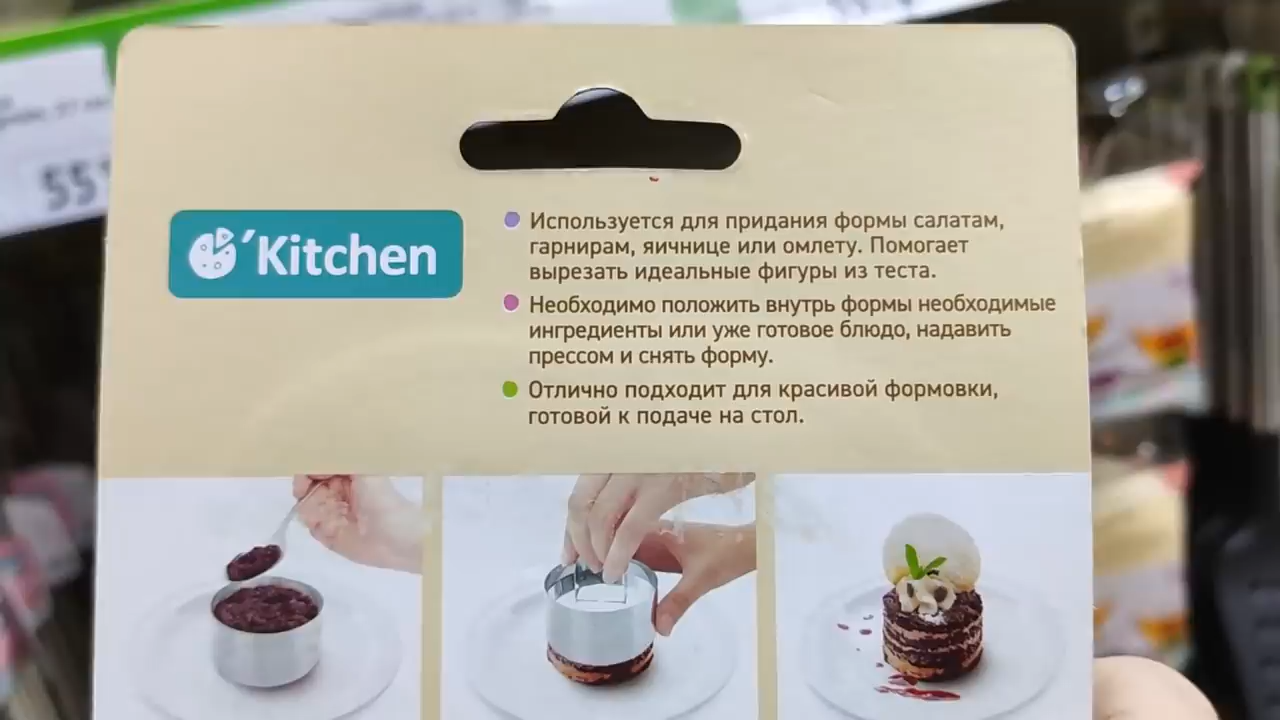 'Kitchen
Используется для придания формы салатам,
гарнирам, яичнице или омлету. Помогает
вырезать идеальные фигуры из теста.
Необходимо положить внутрь формы необходимые
ингредиенты или уже готовое блюдо, надавить
прессом и снять форму.
Отлично подходит для красивой формовки,
готовой к подаче на стол.
551